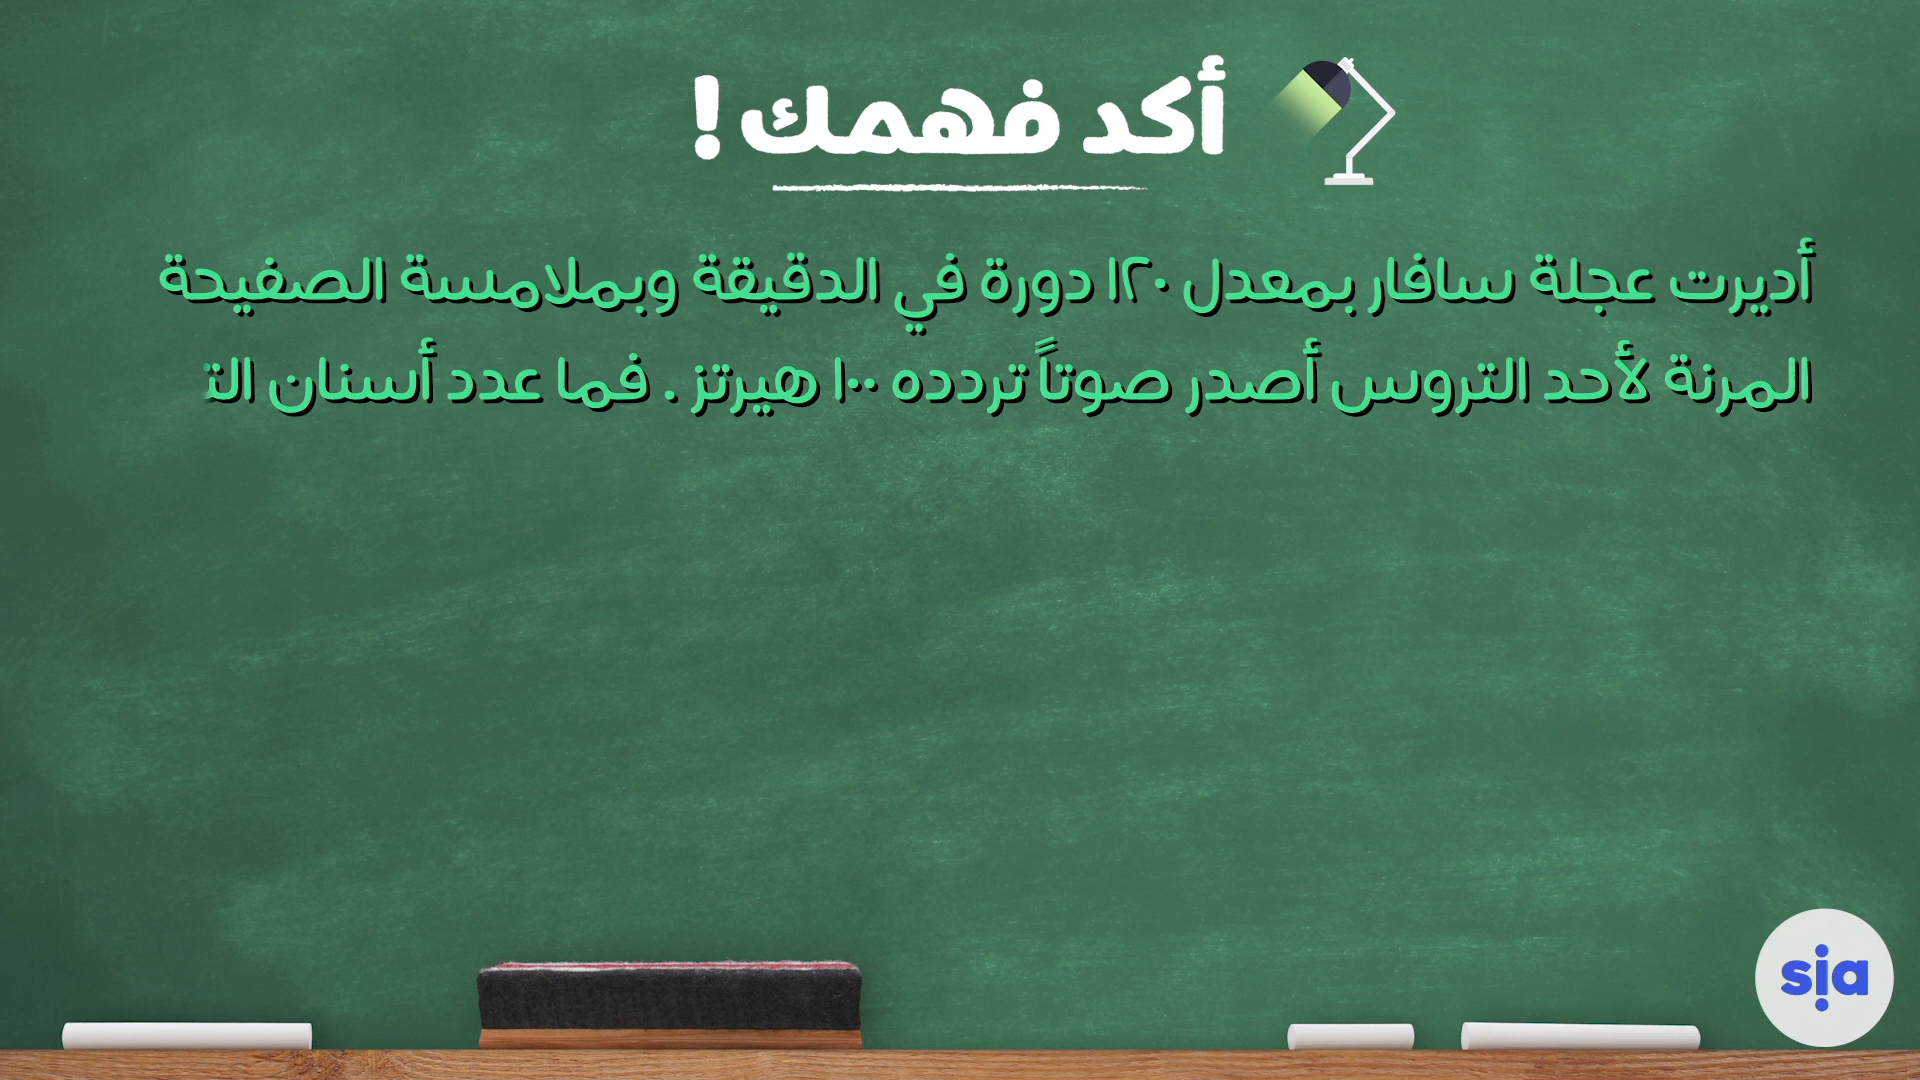 أكد فهمك!
أديرت عجلة سافار بمعدل ١٢٠ دورة في الدقيقة وبملامسة الصفيحة
المرنة لأحد التروس أصدر صوتاً تردده ١٠٠ هيرتز . فما عدد أسنان
sia